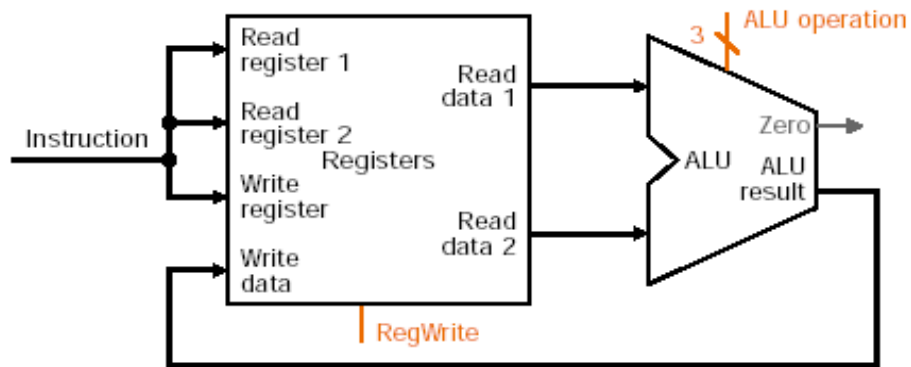 Instruction
Read
register 1
Read
register 2
Registers
Write
register
Write
data
Read
data 1
Read
data 2
RegWrite
3
ALU operation
Zero
ALU
ALU
result